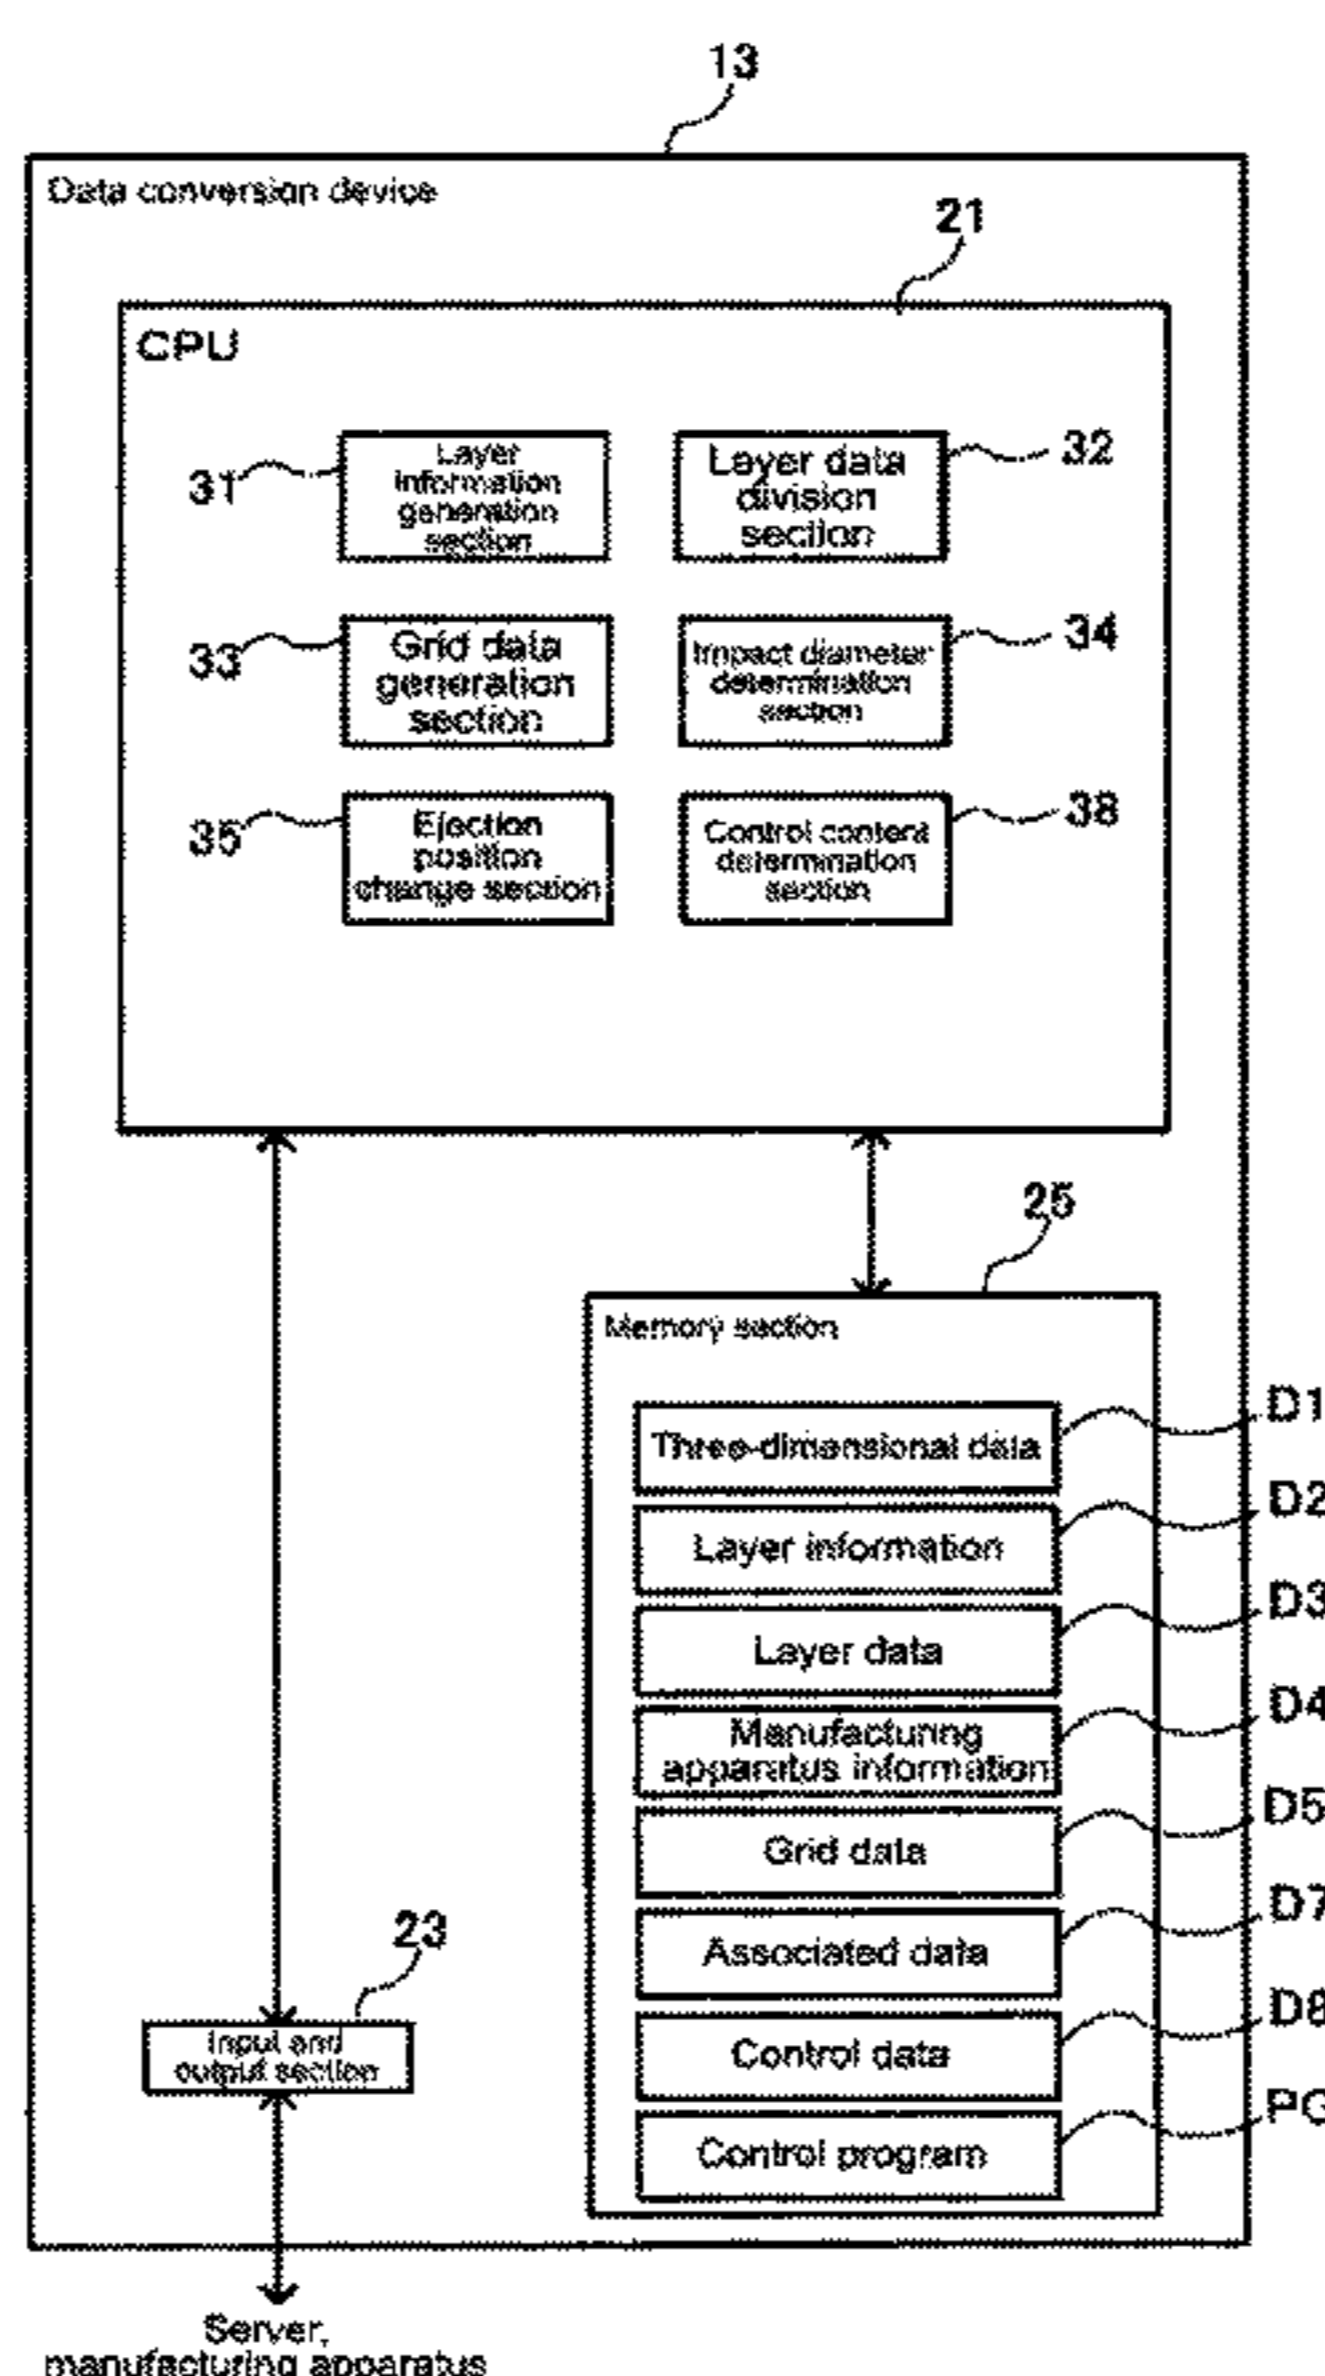 13
Data conversion device
21
CPU
31
Layer
information
generation
section
Layer data
division
section
32
33
Grid data
generation
section
Impact diameter
determination
section
34
35
Ejection
position
change section
Control content
determination
section
38
25
Memory section
Three-dimensional data
D1
Layer information
D2
Layer data
D3
Manufacturing
apparatus information
D4
Grid data
D5
Associated data
D7
Control data
D8
Control program
PG
23
Input and
output section
Server,
manufacturing apparatus